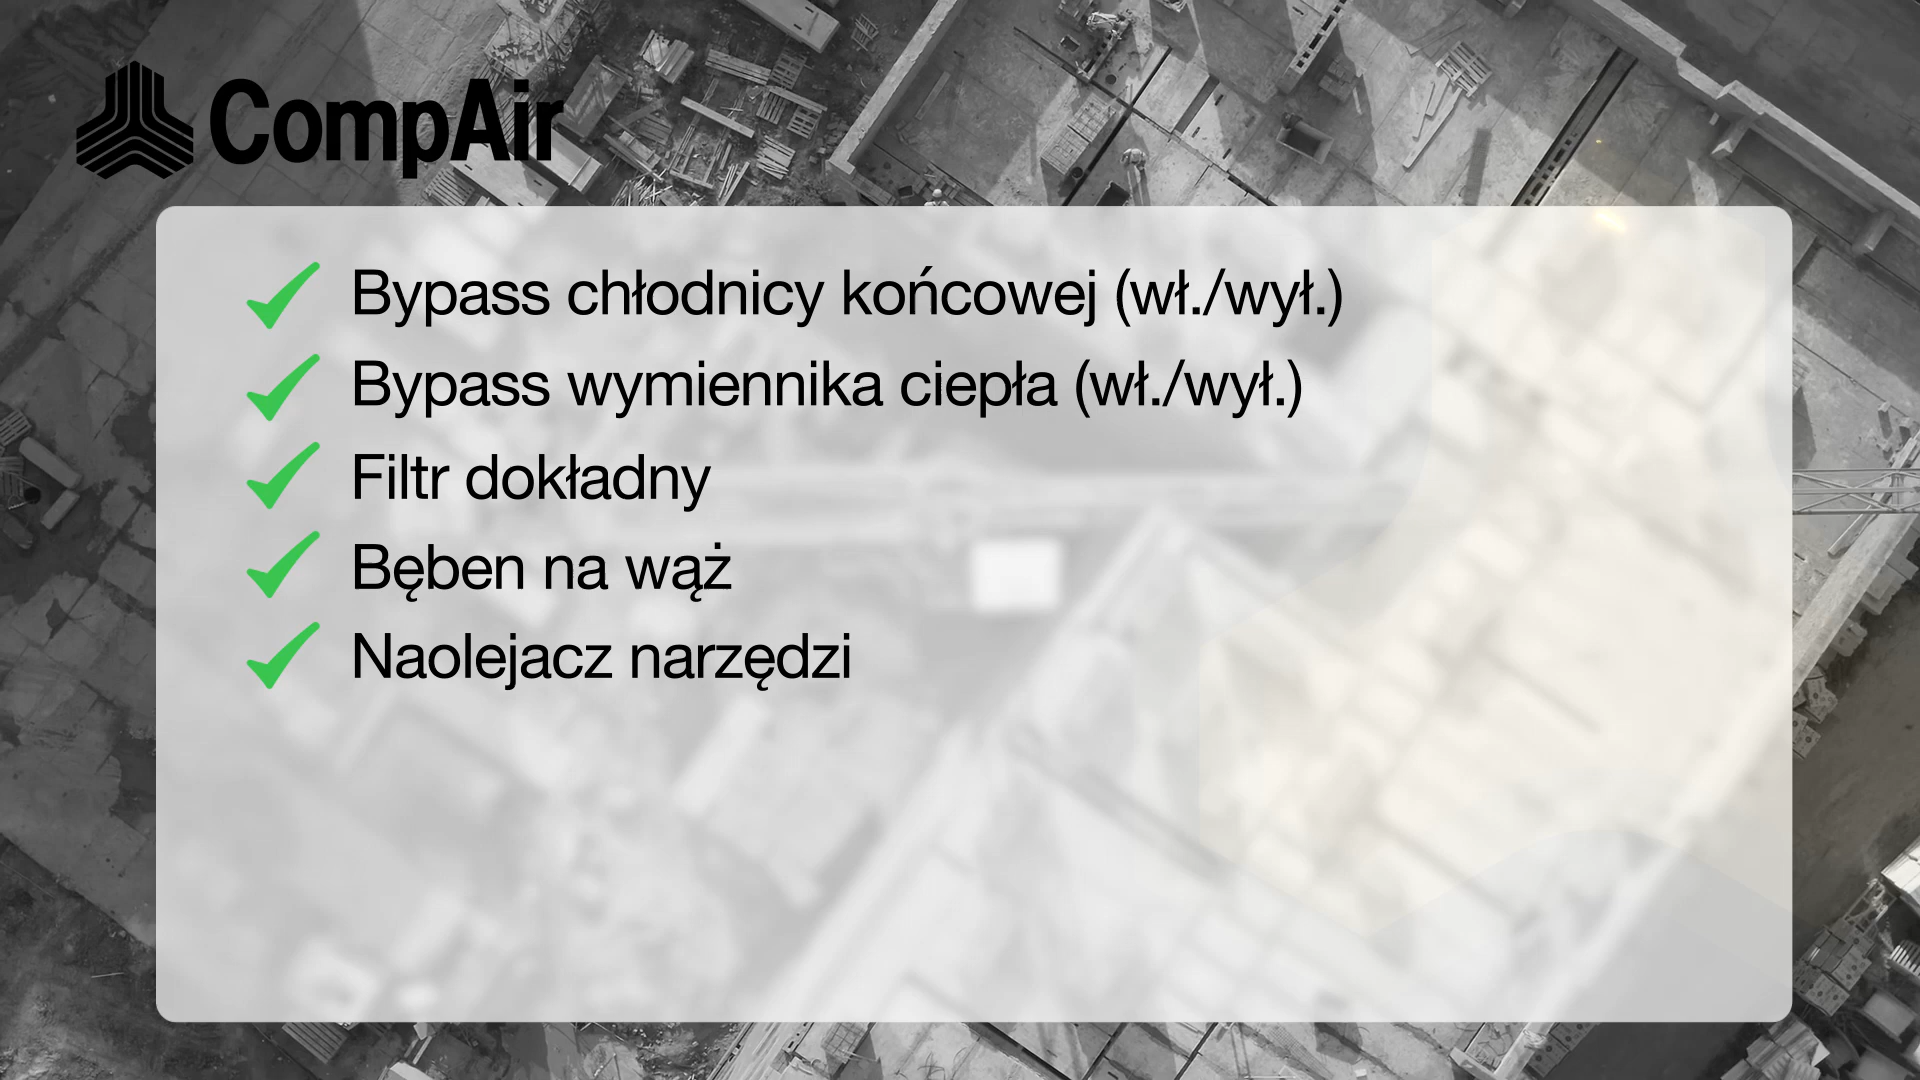 CompAir
Bypass chłodnicy końcowej (wł./wył.)
Bypass wymiennika ciepła (wł./wył.)
Filtr dokładny
Bęben na wąż
Naolejacz narzędzi